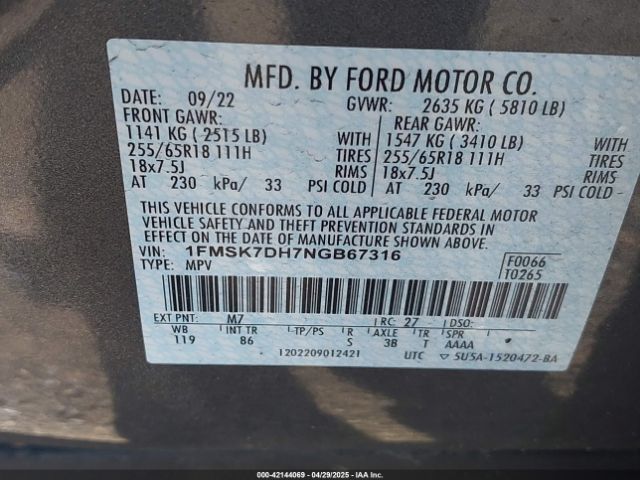 MFD. BY FORD MOTOR CO.
DATE: 09/22 GVWR: 2635 KG ( 5810 LB)
FRONT GAWR: REAR GAWR:
1141 KG ( 2515 LB) WITH 1547 KG ( 3410 LB) WITH
255/65R18 111H TIRES 255/65R18 111H TIRES
18x7.5J RIMS 18x7.5J RIMS
AT 230 kPa/ 33 PSI COLD AT 230 kPa/ 33 PSI COLD
THIS VEHICLE CONFORMS TO ALL APPLICABLE FEDERAL MOTOR
VEHICLE SAFETY AND THEFT PREVENTION STANDARDS IN
EFFECT ON THE DATE OF MANUFACTURE SHOWN ABOVE.
VIN: 1FMSK7DH7NGB67316 F0066
TYPE: MPV T0265
EXT PNT: M7 RC: 27 DSO:
WB INT TR TP/PS R AXLE TR SPR
119 86 S 3B T AAAA
1202209012421 UTC 5U5A-1520472-BA
000-42144069 04/29/2025 IAAI.com